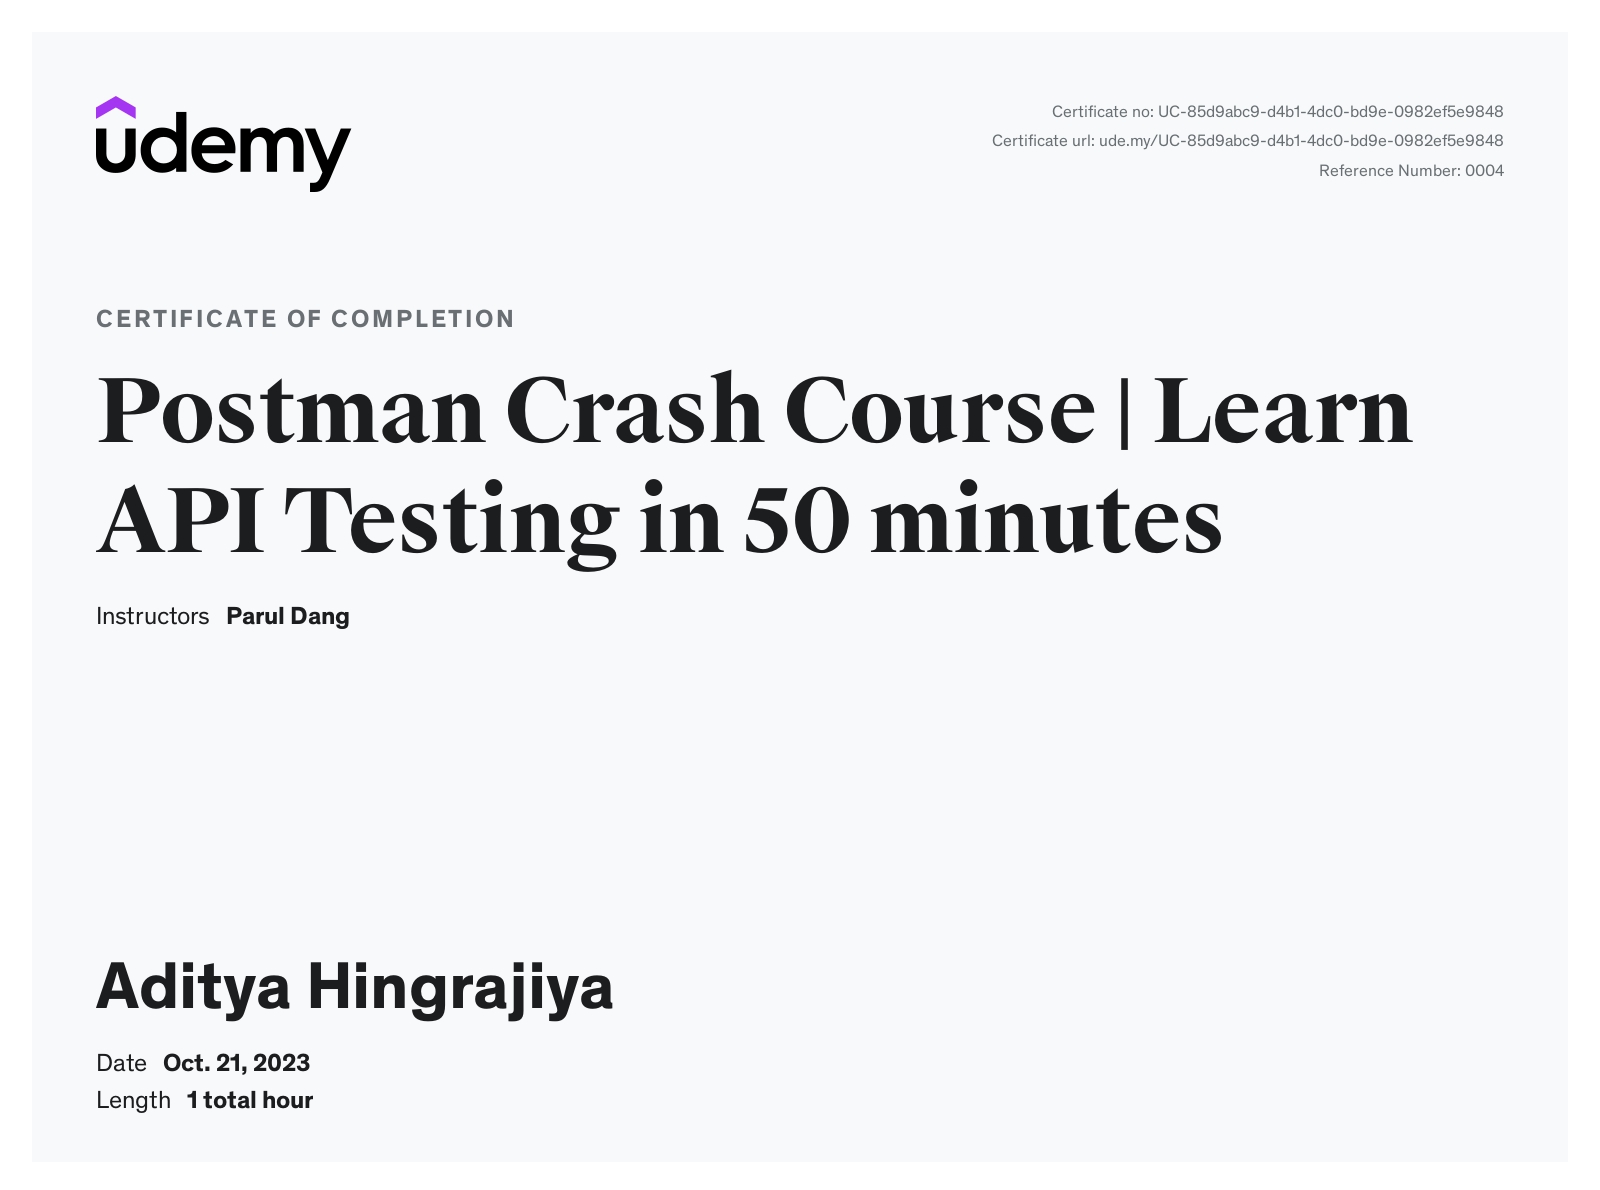 udemy
Certificate no: UC-85d9abc9-d4b1-4dc0-bd9e-0982ef5e9848
Certificate url: ude.my/UC-85d9abc9-d4b1-4dc0-bd9e-0982ef5e9848
Reference Number: 0004
CERTIFICATE OF COMPLETION
Postman Crash Course | Learn
API Testing in 50 minutes
Instructors Parul Dang
Aditya Hingrajiya
Date Oct. 21, 2023
Length 1 total hour